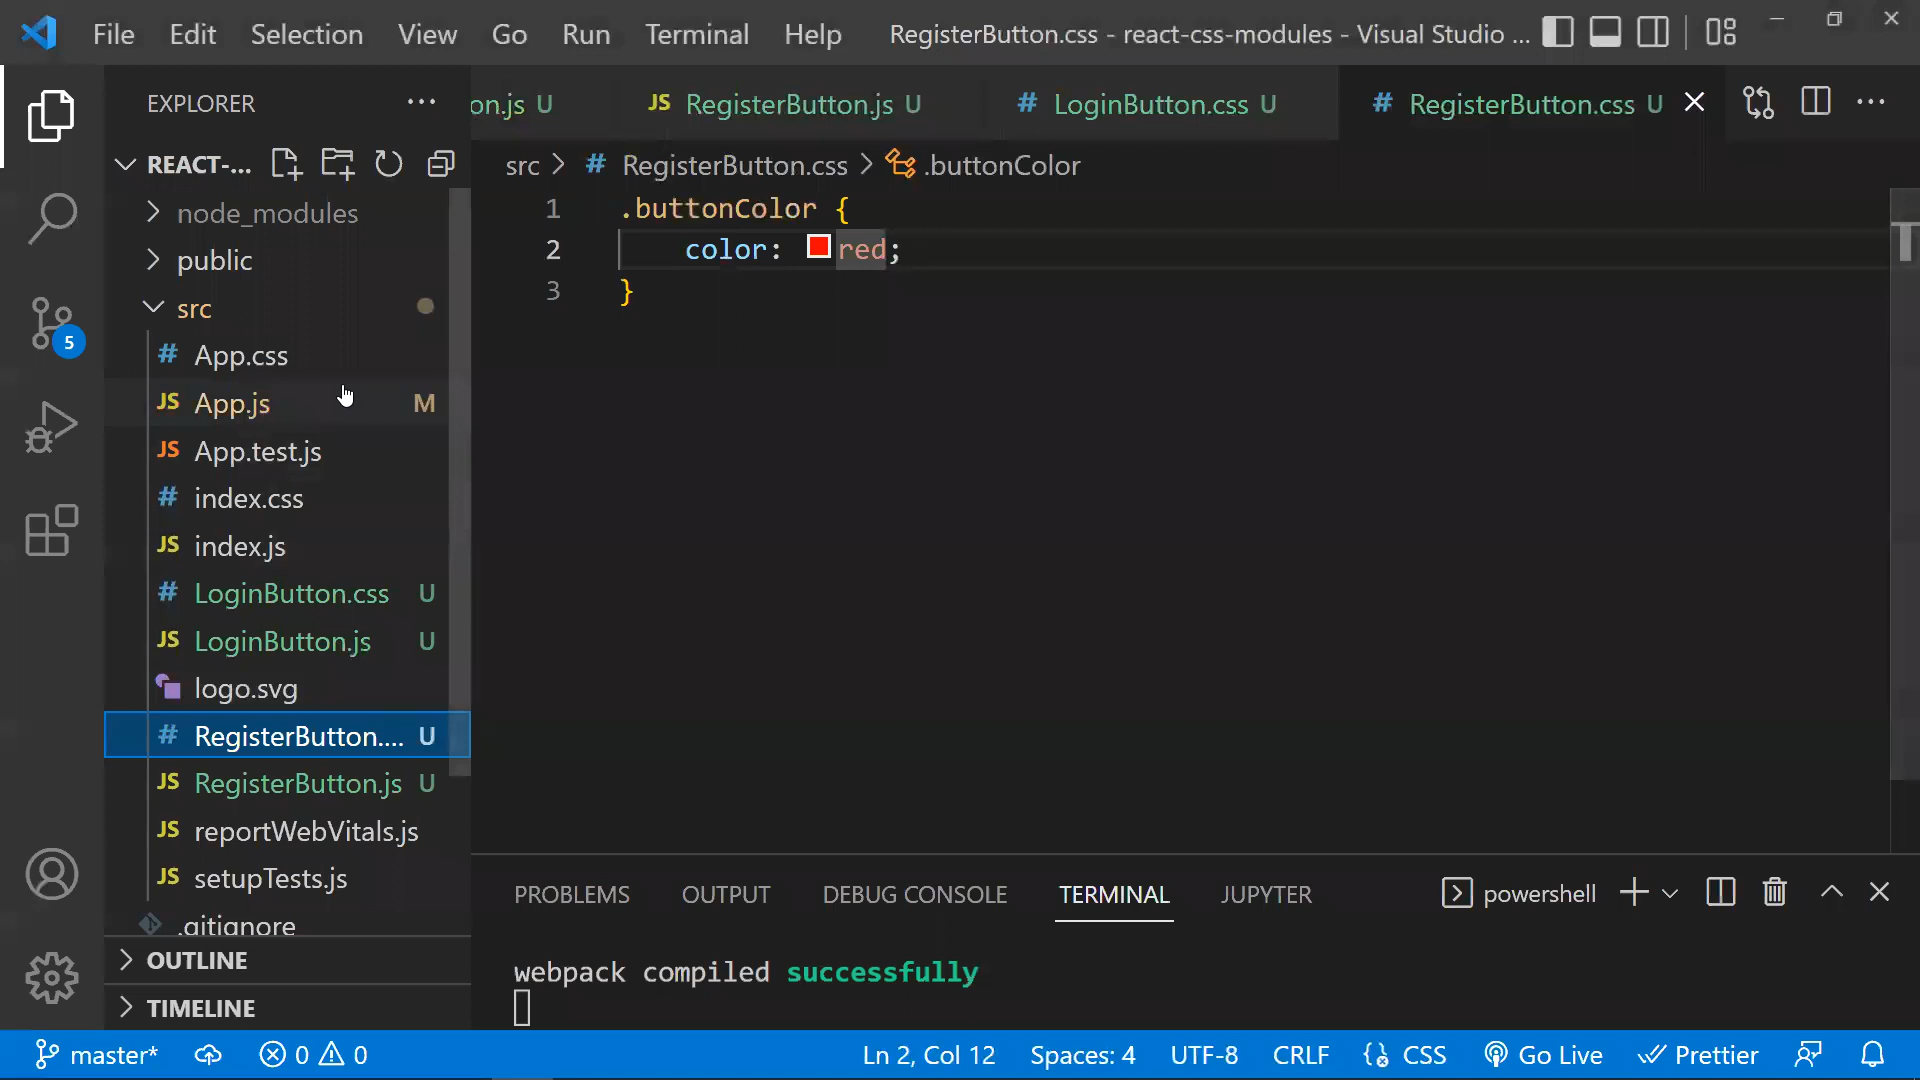 File Edit Selection View Go Run Terminal Help RegisterButton.css - react-css-modules - Visual Studio ...
EXPLORER ...
on.js U JS RegisterButton.js U # LoginButton.css U # RegisterButton.css U
REACT-...
src > # RegisterButton.css > .buttonColor
node_modules
public
src
# App.css
JS App.js M
JS App.test.js
# index.css
JS index.js
# LoginButton.css U
JS LoginButton.js U
logo.svg
# RegisterButton.... U
JS RegisterButton.js U
JS reportWebVitals.js
JS setupTests.js
.gitignore
OUTLINE
TIMELINE
5
1 .buttonColor {
2 color: red;
3 }
PROBLEMS OUTPUT DEBUG CONSOLE TERMINAL JUPYTER powershell
webpack compiled successfully
master* 0 0 Ln 2, Col 12 Spaces: 4 UTF-8 CRLF CSS Go Live Prettier